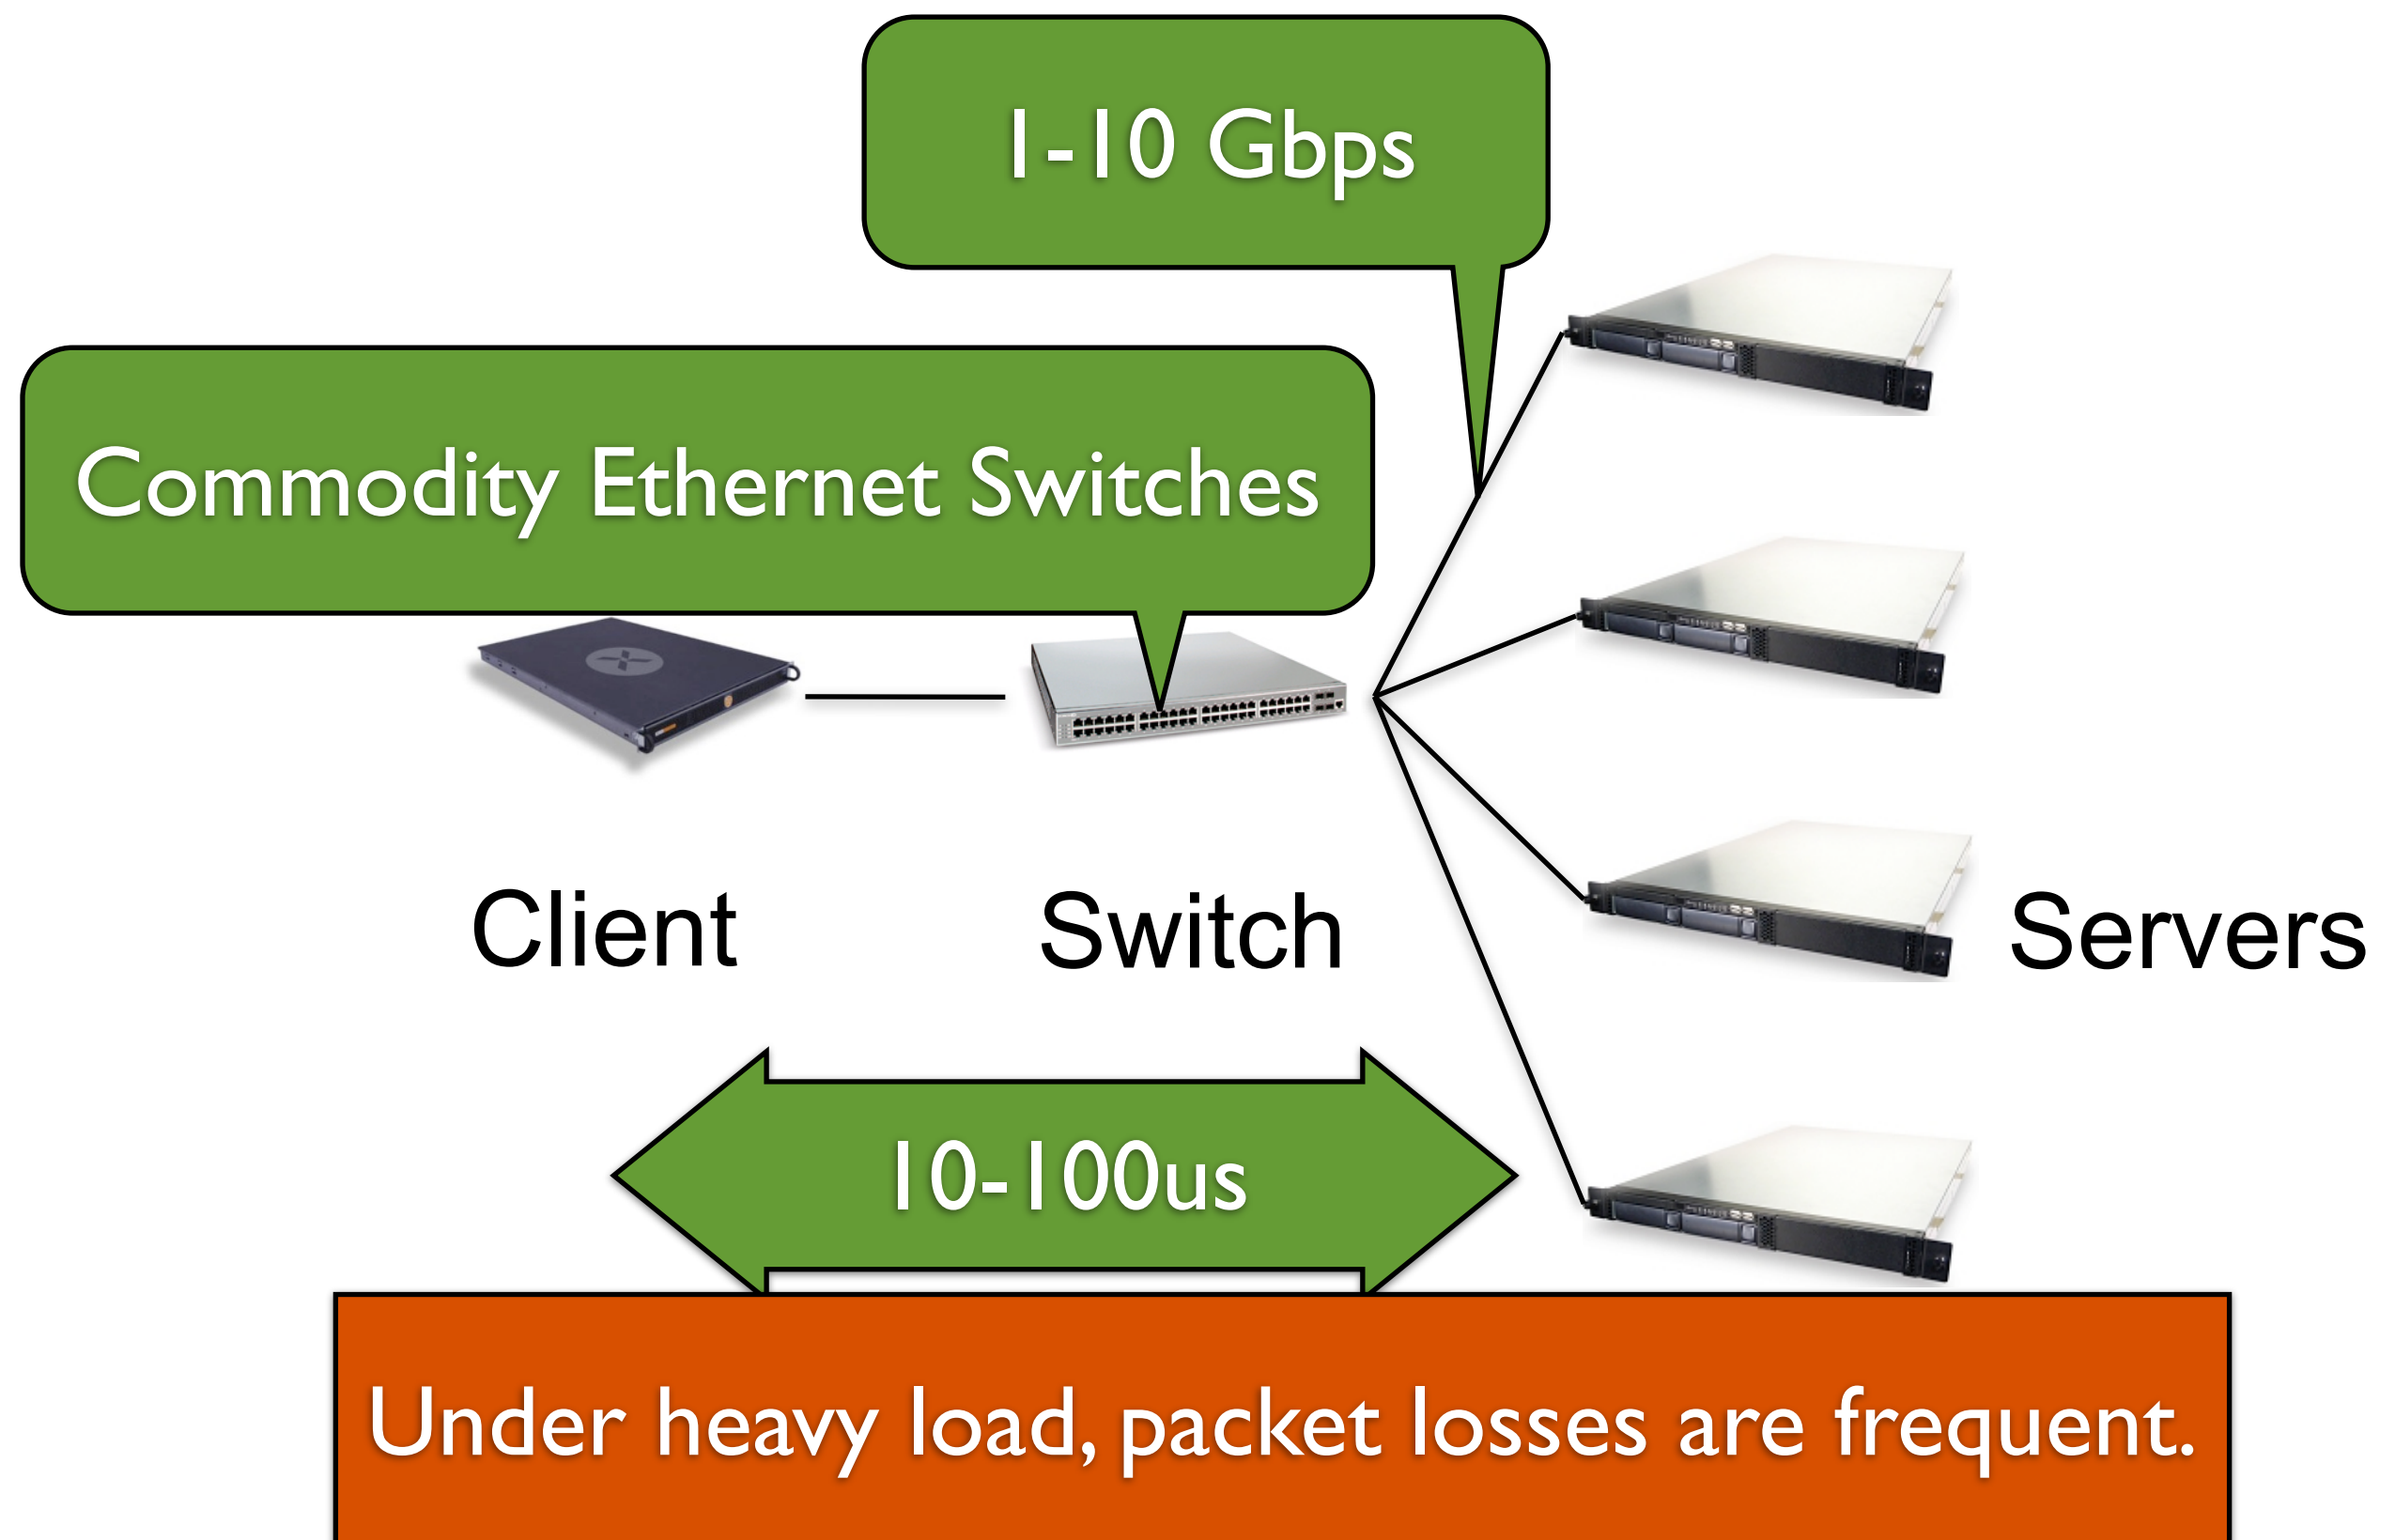 1-10 Gbps
Commodity Ethernet Switches
Client
Switch
Servers
10-100us
Under heavy load, packet losses are frequent.